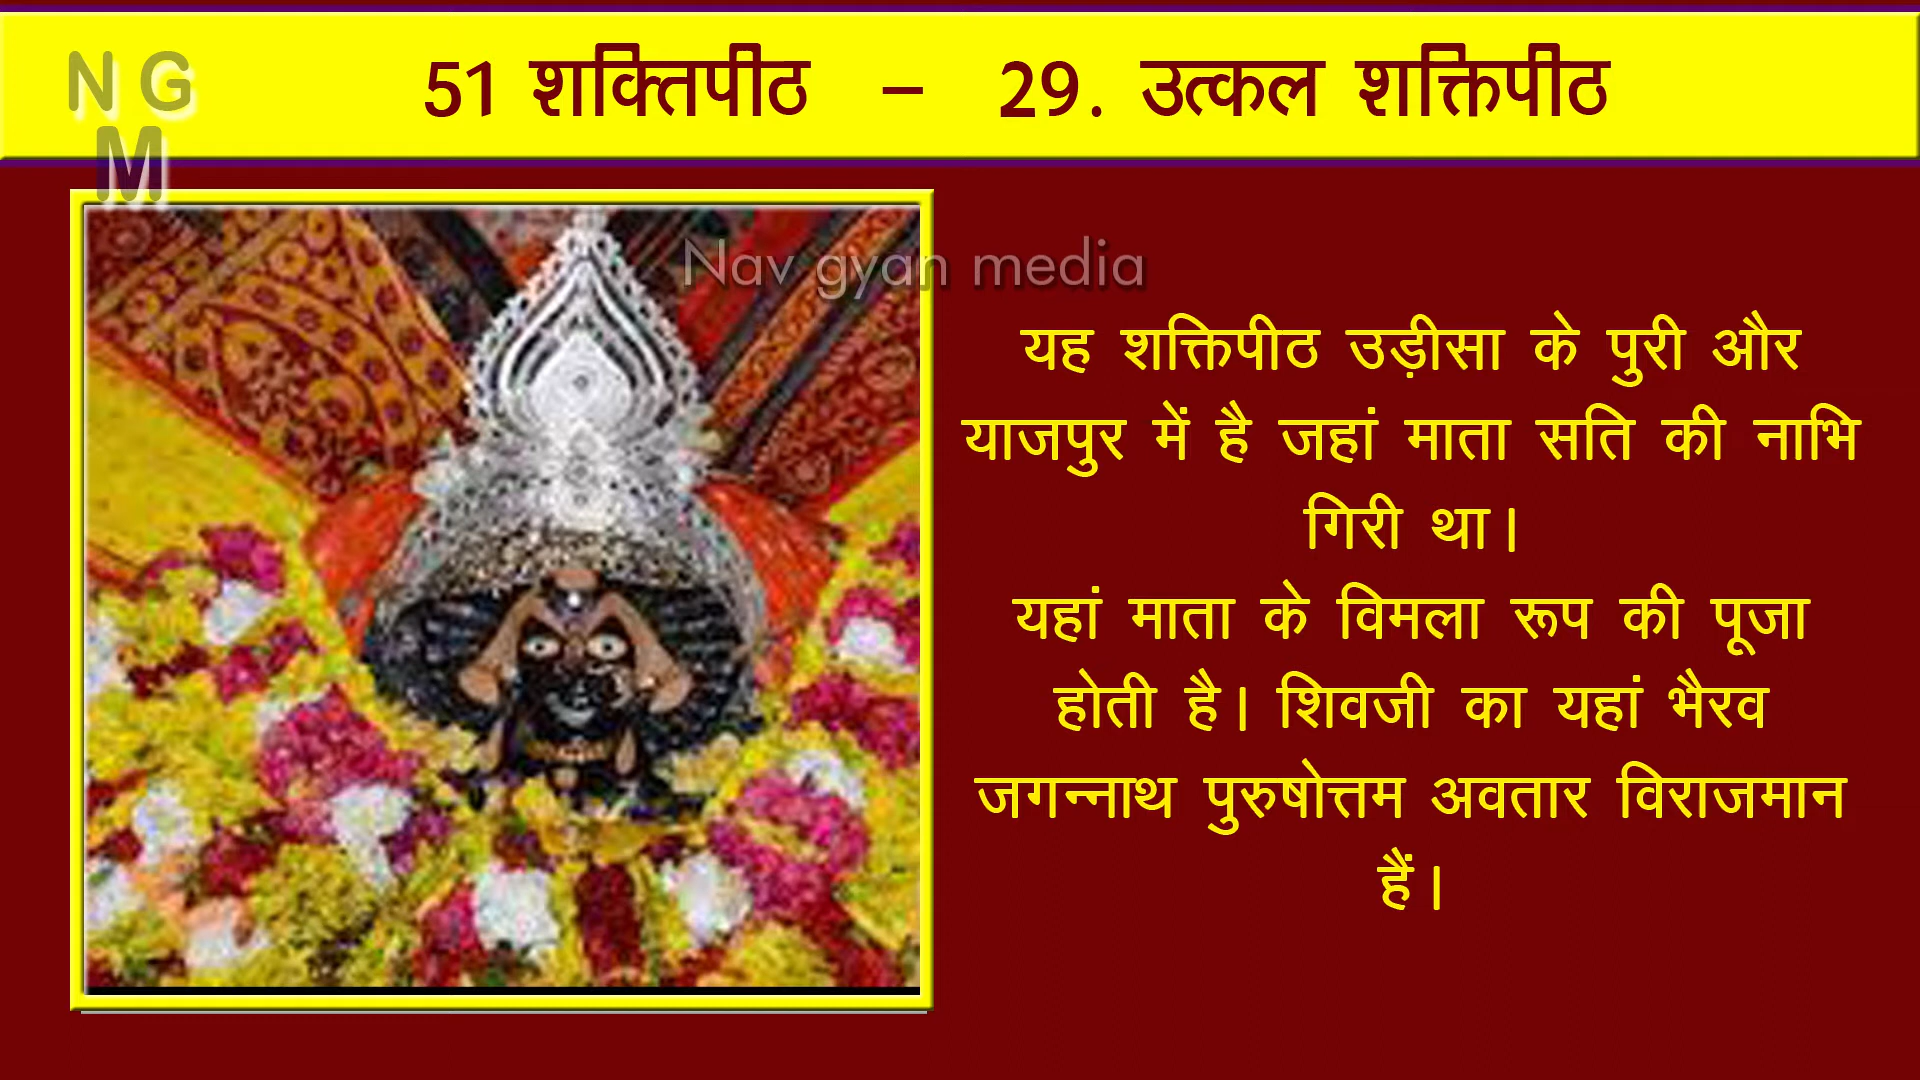 N G
M
51 शक्तिपीठ – 29. उत्कल शक्तिपीठ
Nav gyan media
यह शक्तिपीठ उड़ीसा के पुरी और
याजपुर में है जहां माता सति की नाभि
गिरी था।
यहां माता के विमला रूप की पूजा
होती है। शिवजी का यहां भैरव
जगन्नाथ पुरुषोत्तम अवतार विराजमान
हैं।